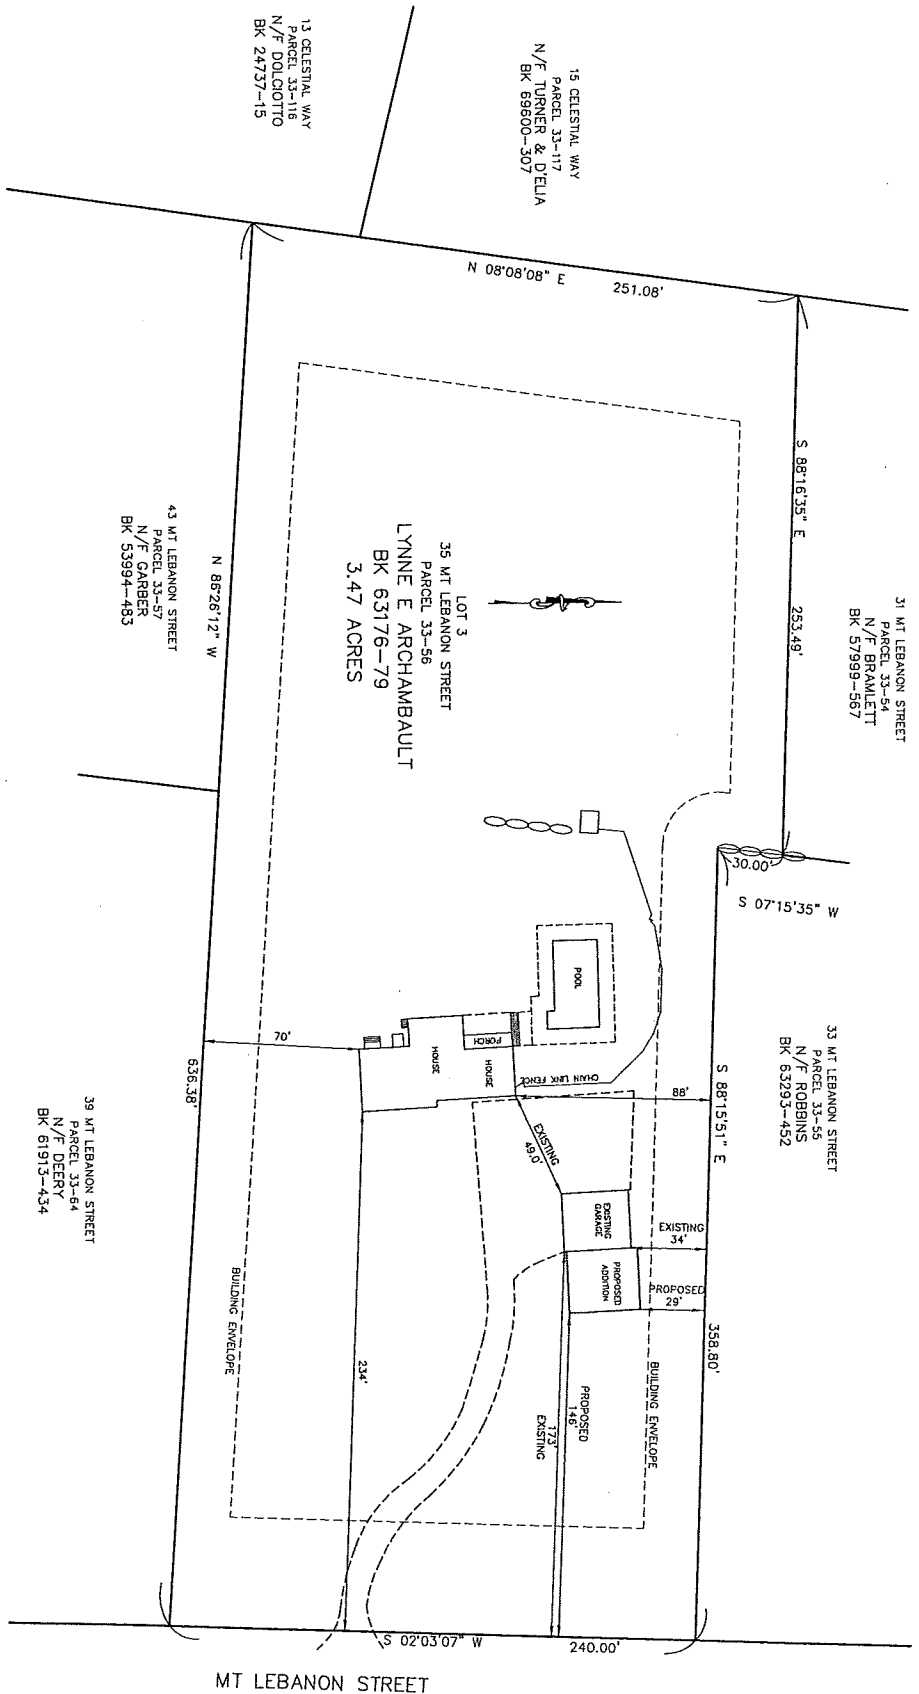 13 CELESTIAL WAY
PARCEL 33-116
N/F DOLCIOTTO
BK 24737-15
15 CELESTIAL WAY
PARCEL 33-117
N/F TURNER & D'ELIA
BK 69600-307
N 08°08'08" E
251.08'
S 88°16'35" E
253.49'
31 MT LEBANON STREET
PARCEL 33-54
N/F BRAMLETT
BK 57999-567
LOT 3
35 MT LEBANON STREET
PARCEL 33-56
LYNNE E ARCHAMBAULT
BK 63176-79
3.47 ACRES
43 MT LEBANON STREET
PARCEL 33-57
N/F GARBER
BK 53994-483
N 86°26'12" W
636.38'
30.00'
S 07°15'35" W
33 MT LEBANON STREET
PARCEL 33-55
N/F ROBBINS
BK 63293-452
S 88°15'51" E
358.80'
POOL
PORCH
HOUSE
HOUSE
CHAIN LINK FENCE
70'
88'
EXISTING
49.0'
EXISTING
GARAGE
EXISTING
34'
PROPOSED
ADDITION
PROPOSED
29'
39 MT LEBANON STREET
PARCEL 33-64
N/F DEERY
BK 61913-434
BUILDING ENVELOPE
BUILDING ENVELOPE
234'
PROPOSED
146'
173'
EXISTING
S 02°03'07" W
240.00'
MT LEBANON STREET